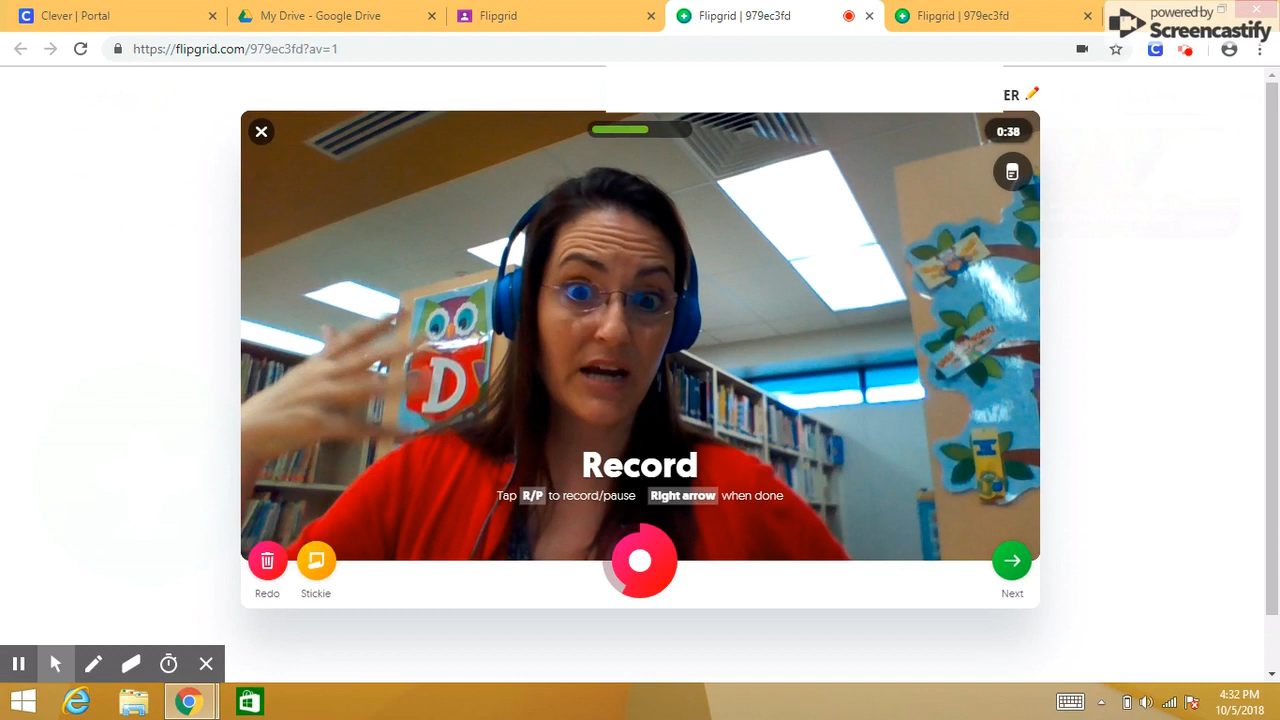 Clever | Portal
My Drive - Google Drive
Flipgrid
Flipgrid | 979ec3fd
Flipgrid | 979ec3fd
powered by
Screencastify
https://flipgrid.com/979ec3fd?av=1
ER
0:38
D
Record
Tap R/P to record/pause Right arrow when done
Redo
Stickie
Next
4:32 PM
10/5/2018